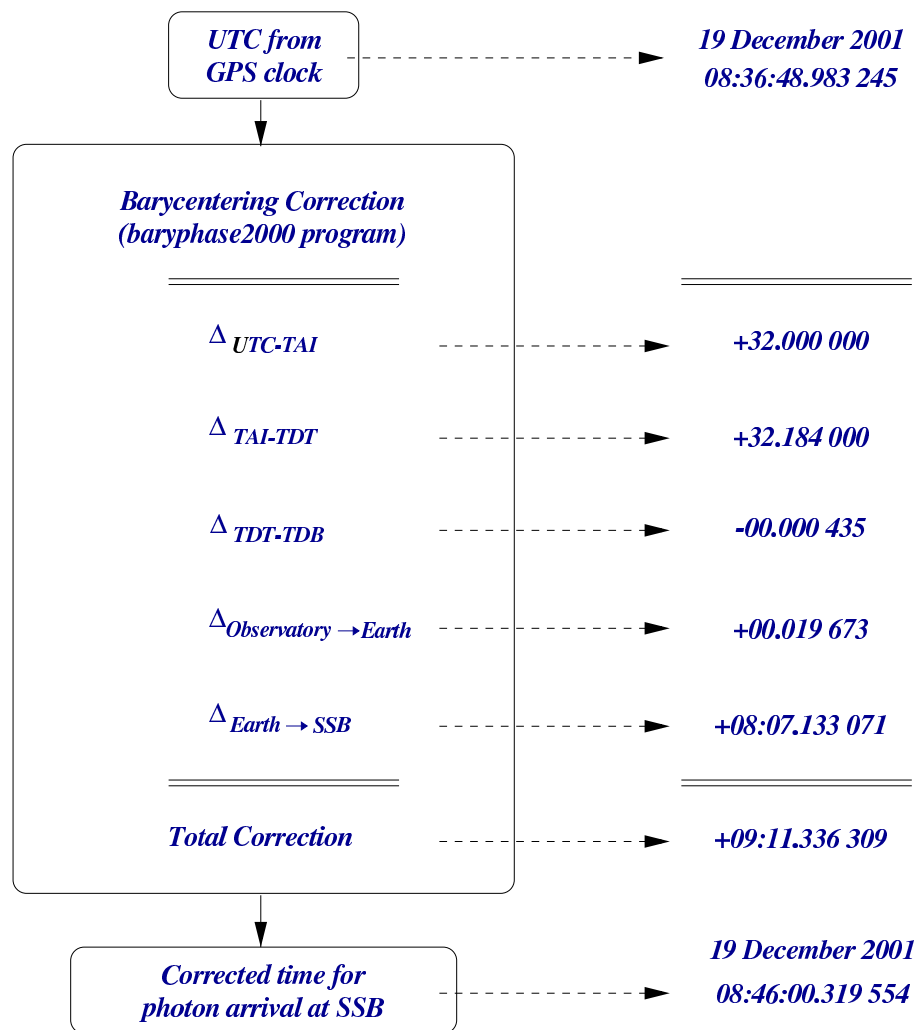 UTC from
GPS clock
19 December 2001
08:36:48.983 245
Barycentering Correction
(baryphase2000 program)
Δ UTC-TAI
+32.000 000
Δ TAI-TDT
+32.184 000
Δ TDT-TDB
-00.000 435
Δ Observatory → Earth
+00.019 673
Δ Earth → SSB
+08:07.133 071
Total Correction
+09:11.336 309
Corrected time for
photon arrival at SSB
19 December 2001
08:46:00.319 554